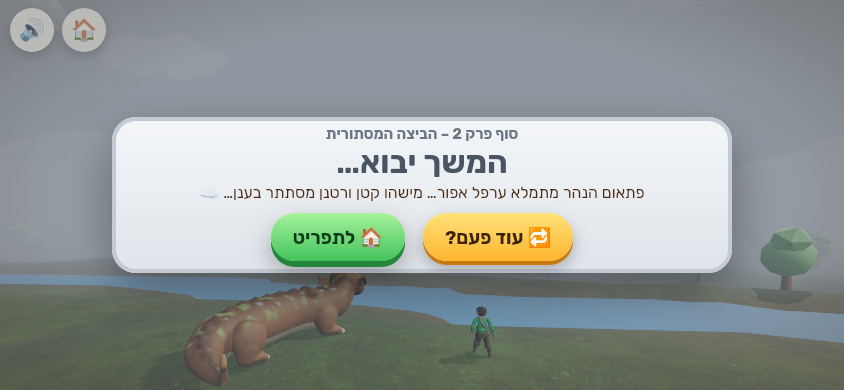 סוף פרק 2 – הביצה המסתורית
המשך יבוא...
פתאום הנהר מתמלא ערפל אפור... מישהו קטן ורטנן מסתתר בענן... ☁️
🔁 עוד פעם?
🏠 לתפריט